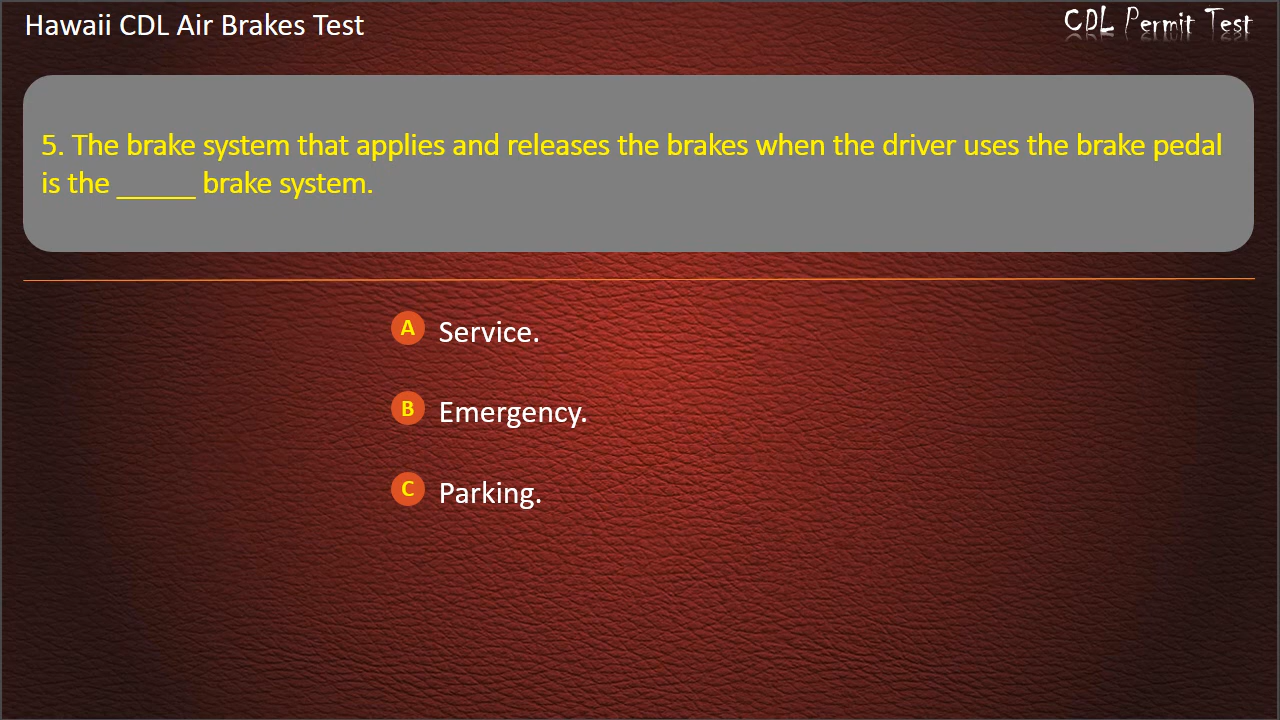 Hawaii CDL Air Brakes Test
CDL Permit Test
5. The brake system that applies and releases the brakes when the driver uses the brake pedal
is the _____ brake system.
A Service.
B Emergency.
C Parking.